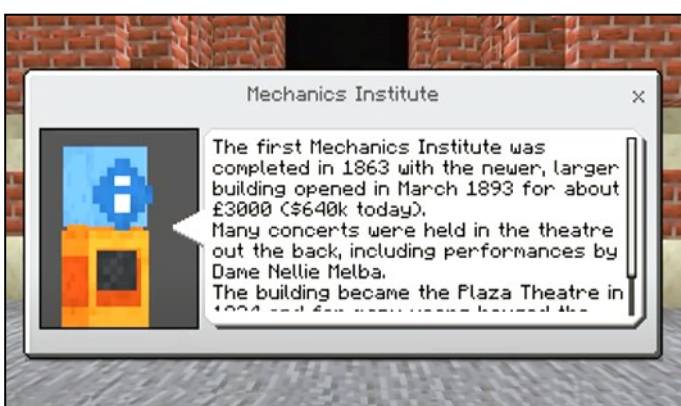 Mechanics Institute
x
The first Mechanics Institute was
completed in 1863 with the newer, larger
building opened in March 1893 for about
£3000 ($640k today).
Many concerts were held in the theatre
out the back, including performances by
Dame Nellie Melba.
The building became the Plaza Theatre in